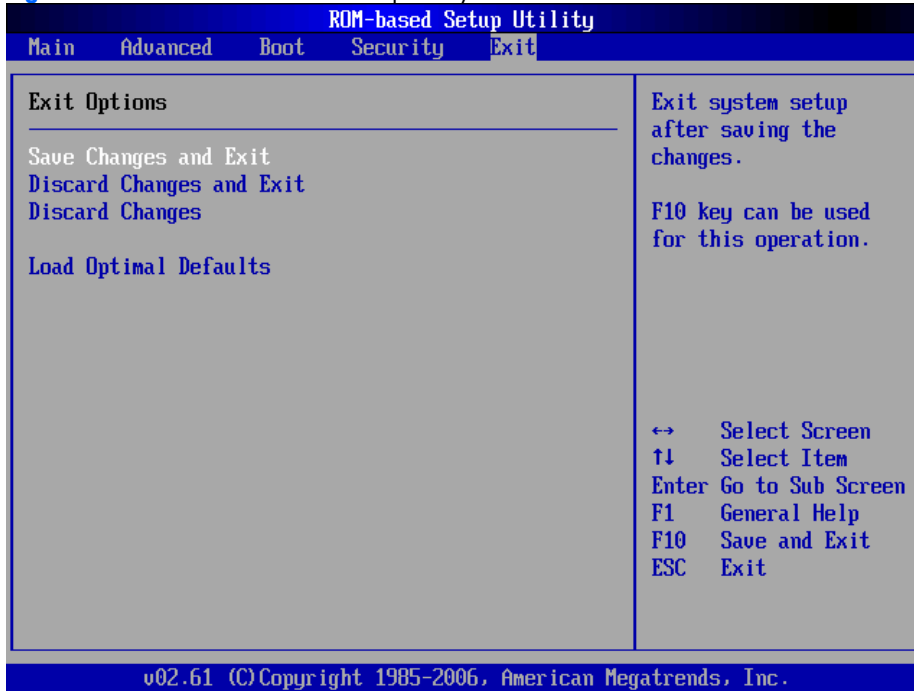 ROM-based Setup Utility
Main Advanced Boot Security Exit
Exit Options
Save Changes and Exit
Discard Changes and Exit
Discard Changes
Load Optimal Defaults
Exit system setup
after saving the
changes.
F10 key can be used
for this operation.
↔ Select Screen
↑↓ Select Item
Enter Go to Sub Screen
F1 General Help
F10 Save and Exit
ESC Exit
v02.61 (C)Copyright 1985-2006, American Megatrends, Inc.